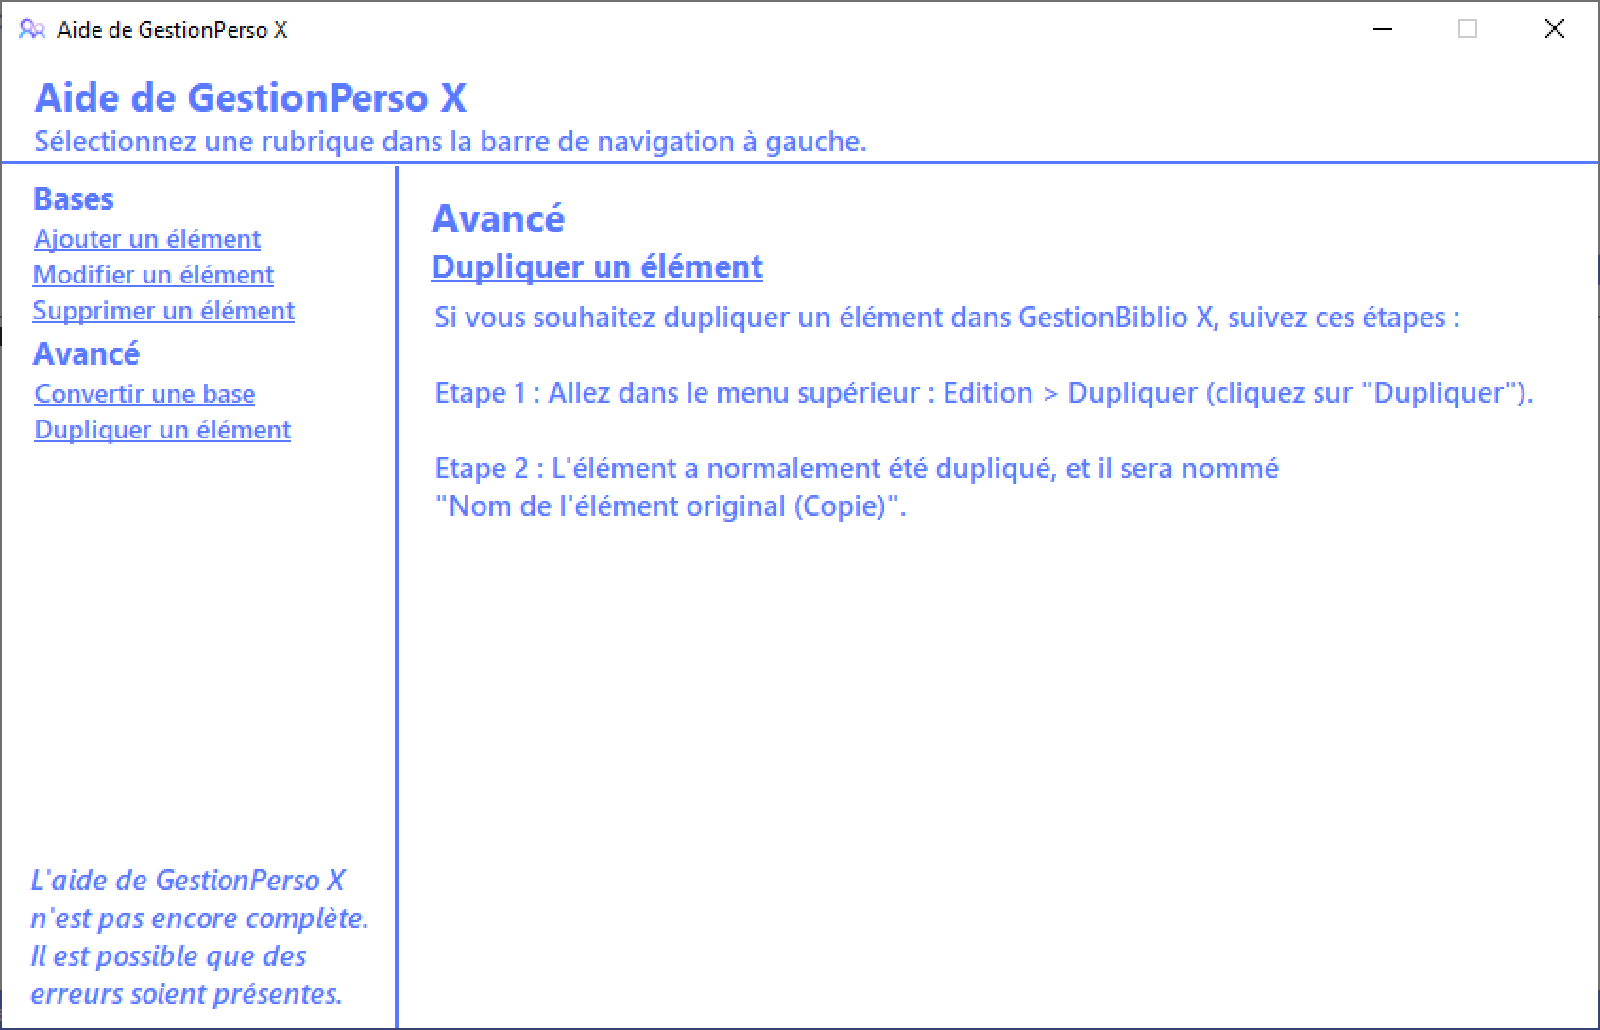 Aide de GestionPerso X
Aide de GestionPerso X
Sélectionnez une rubrique dans la barre de navigation à gauche.
Bases
Ajouter un élément
Modifier un élément
Supprimer un élément
Avancé
Convertir une base
Dupliquer un élément
L'aide de GestionPerso X
n'est pas encore complète.
Il est possible que des
erreurs soient présentes.
Avancé
Dupliquer un élément
Si vous souhaitez dupliquer un élément dans GestionBiblio X, suivez ces étapes :
Etape 1 : Allez dans le menu supérieur : Edition > Dupliquer (cliquez sur "Dupliquer").
Etape 2 : L'élément a normalement été dupliqué, et il sera nommé
"Nom de l'élément original (Copie)".